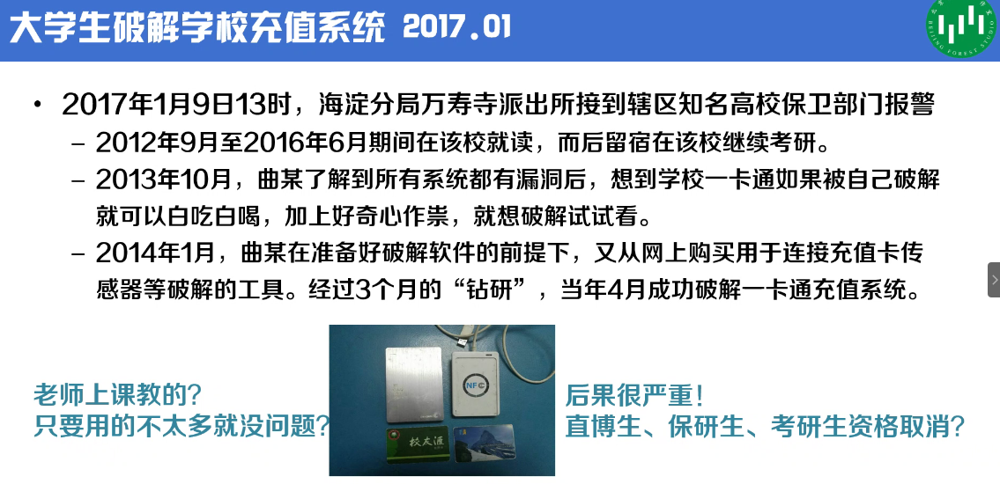 大学生破解学校充值系统 2017.01
BEIJING FOREST STUDIO
• 2017年1月9日13时，海淀分局万寿寺派出所接到辖区知名高校保卫部门报警
– 2012年9月至2016年6月期间在该校就读，而后留宿在该校继续考研。
– 2013年10月，曲某了解到所有系统都有漏洞后，想到学校一卡通如果被自己破解
就可以白吃白喝，加上好奇心作祟，就想破解试试看。
– 2014年1月，曲某在准备好破解软件的前提下，又从网上购买用于连接充值卡传
感器等破解的工具。经过3个月的“钻研”，当年4月成功破解一卡通充值系统。
老师上课教的？
只要用的不太多就没问题？
NFC
校友汇
后果很严重！
直博生、保研生、考研生资格取消？